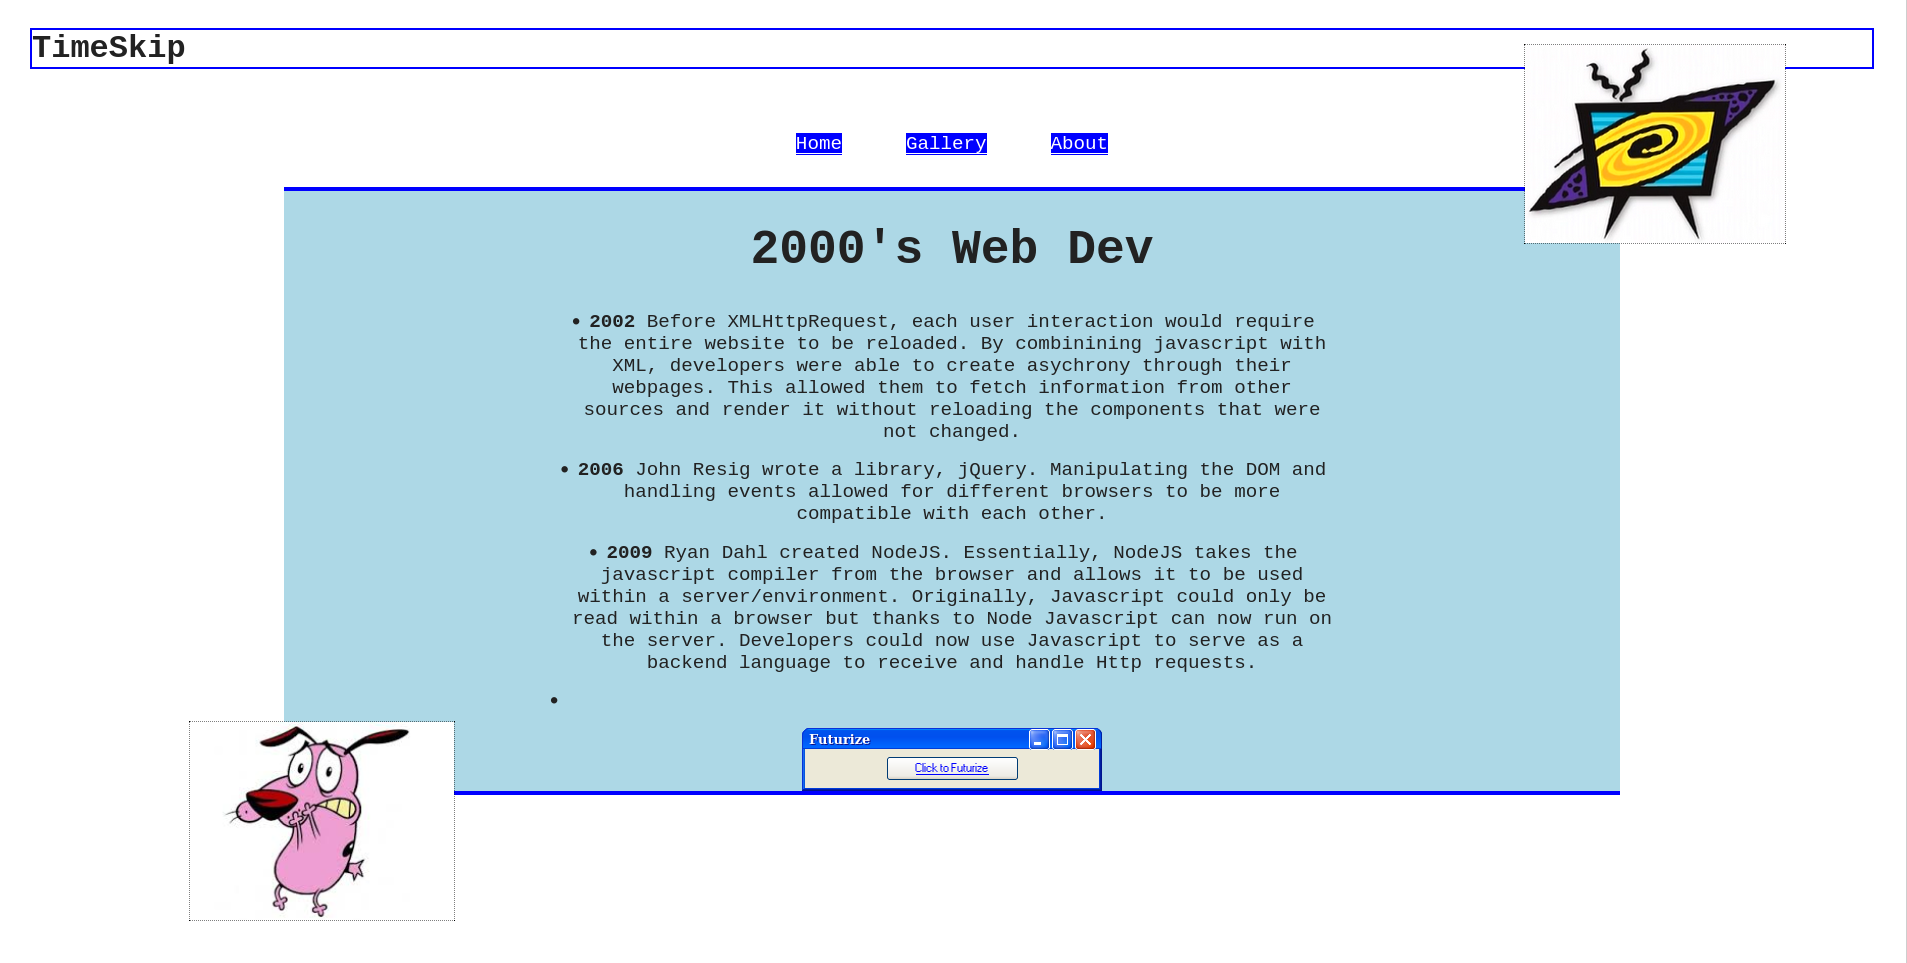 TimeSkip
Home Gallery About
2000's Web Dev
• 2002 Before XMLHttpRequest, each user interaction would require
the entire website to be reloaded. By combinining javascript with
XML, developers were able to create asychrony through their
webpages. This allowed them to fetch information from other
sources and render it without reloading the components that were
not changed.
• 2006 John Resig wrote a library, jQuery. Manipulating the DOM and
handling events allowed for different browsers to be more
compatible with each other.
• 2009 Ryan Dahl created NodeJS. Essentially, NodeJS takes the
javascript compiler from the browser and allows it to be used
within a server/environment. Originally, Javascript could only be
read within a browser but thanks to Node Javascript can now run on
the server. Developers could now use Javascript to serve as a
backend language to receive and handle Http requests.
•
Futurize
Click to Futurize